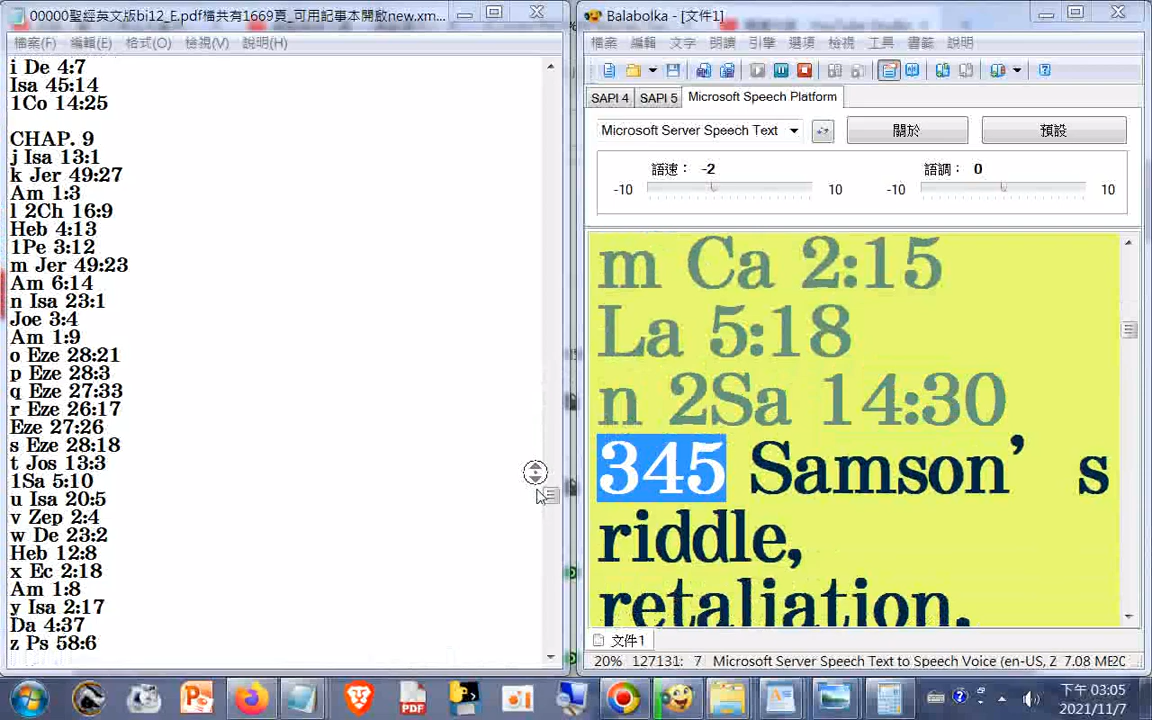 00000聖經英文版bi12_E.pdf檔共有1669頁_可用記事本開啟new.xm...
檔案(F) 編輯(E) 格式(O) 檢視(V) 說明(H)
i De 4:7
Isa 45:14
1Co 14:25
CHAP. 9
j Isa 13:1
k Jer 49:27
Am 1:3
l 2Ch 16:9
Heb 4:13
1Pe 3:12
m Jer 49:23
Am 6:14
n Isa 23:1
Joe 3:4
Am 1:9
o Eze 28:21
p Eze 28:3
q Eze 27:33
r Eze 26:17
Eze 27:26
s Eze 28:18
t Jos 13:3
1Sa 5:10
u Isa 20:5
v Zep 2:4
w De 23:2
Heb 12:8
x Ec 2:18
Am 1:8
y Isa 2:17
Da 4:37
z Ps 58:6
Balabolka - [文件1]
檔案 編輯 文字 朗讀 引擎 選項 檢視 工具 書籤 說明
SAPI 4 SAPI 5 Microsoft Speech Platform
Microsoft Server Speech Text 關於 預設
語速： -2 語調： 0
-10 10 -10 10
m Ca 2:15
La 5:18
n 2Sa 14:30
345 Samson’s
riddle,
retaliation.
文件1
20% 127131: 7 Microsoft Server Speech Text to Speech Voice (en-US, Z 7.08 ME
PDF
下午 03:05
2021/11/7